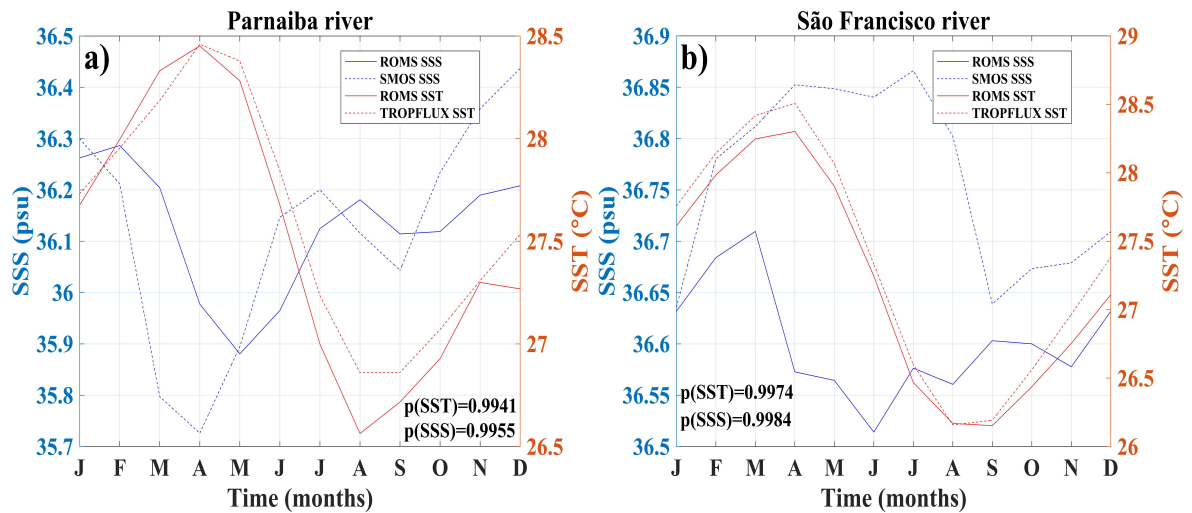 Parnaiba river
a)
36.5
36.4
36.3
36.2
36.1
36
35.9
35.8
35.7
SSS (psu)
ROMS SSS
SMOS SSS
ROMS SST
TROPFLUX SST
28.5
28
27.5
27
26.5
SST (°C)
p(SST)=0.9941
p(SSS)=0.9955
J F M A M J J A S O N D
Time (months)
São Francisco river
b)
36.9
36.85
36.8
36.75
36.7
36.65
36.6
36.55
36.5
SSS (psu)
ROMS SSS
SMOS SSS
ROMS SST
TROPFLUX SST
29
28.5
28
27.5
27
26.5
26
SST (°C)
p(SST)=0.9974
p(SSS)=0.9984
J F M A M J J A S O N D
Time (months)